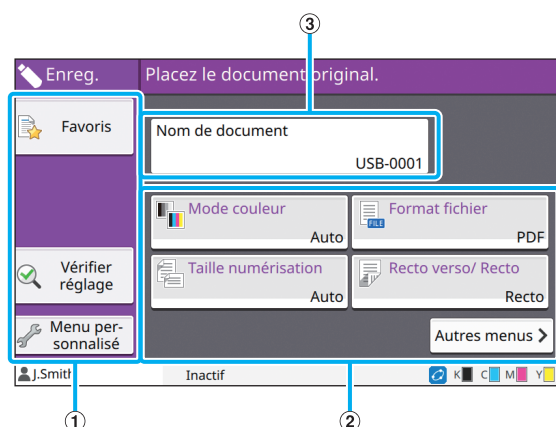 ③
Enreg.
Placez le document original.
Favoris
Nom de document
USB-0001
Mode couleur
Auto
Format fichier
FILE
PDF
Vérifier
réglage
Taille numérisation
Auto
Recto verso/ Recto
Recto
Menu per-
sonnalisé
Autres menus
J.Smith
Inactif
K C M Y
① ②